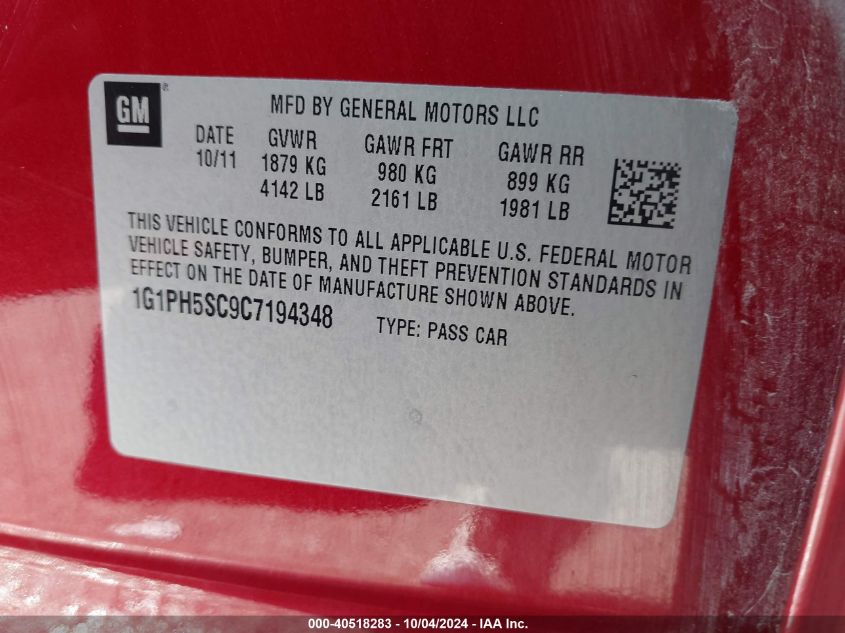 GM ®
MFD BY GENERAL MOTORS LLC
DATE GVWR GAWR FRT GAWR RR
10/11 1879 KG 980 KG 899 KG
4142 LB 2161 LB 1981 LB
THIS VEHICLE CONFORMS TO ALL APPLICABLE U.S. FEDERAL MOTOR
VEHICLE SAFETY, BUMPER, AND THEFT PREVENTION STANDARDS IN
EFFECT ON THE DATE OF MANUFACTURE SHOWN ABOVE.
1G1PH5SC9C7194348 TYPE: PASS CAR
000-40518283 - 10/04/2024 - IAA Inc.